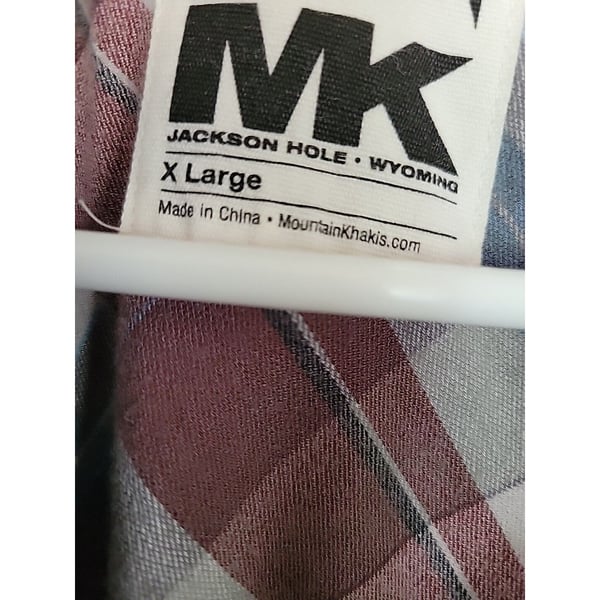 MK
JACKSON HOLE • WYOMING
X Large
Made in China • MountainKhakis.com